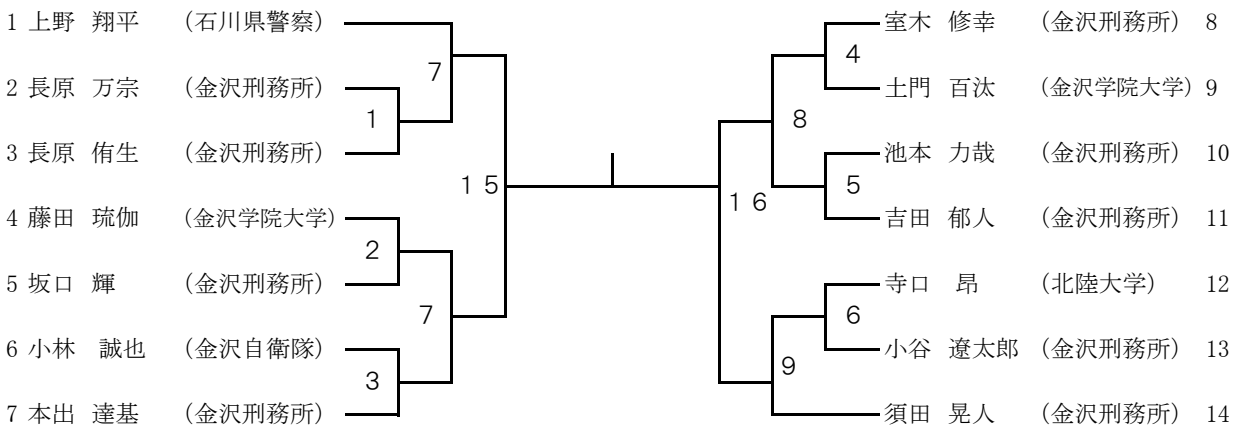 1 上野 翔平 (石川県警察)
7
2 長原 万宗 (金沢刑務所)
1
3 長原 侑生 (金沢刑務所)
15
4 藤田 琉伽 (金沢学院大学)
2
5 坂口 輝 (金沢刑務所)
7
6 小林 誠也 (金沢自衛隊)
3
7 本出 達基 (金沢刑務所)
室木 修幸 (金沢刑務所) 8
4
土門 百汰 (金沢学院大学) 9
8
池本 力哉 (金沢刑務所) 10
5
16
吉田 郁人 (金沢刑務所) 11
寺口 昂 (北陸大学) 12
6
小谷 遼太郎 (金沢刑務所) 13
9
須田 晃人 (金沢刑務所) 14